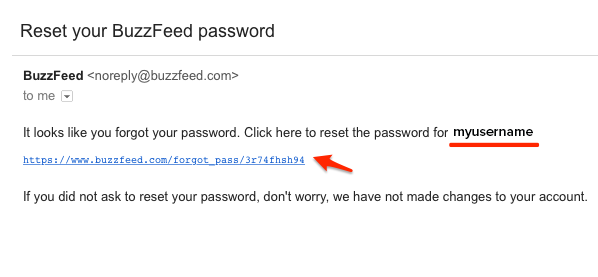 Reset your BuzzFeed password
BuzzFeed <noreply@buzzfeed.com>
to me
It looks like you forgot your password. Click here to reset the password for myusername
https://www.buzzfeed.com/forgot_pass/3r74fhsh94
If you did not ask to reset your password, don't worry, we have not made changes to your account.